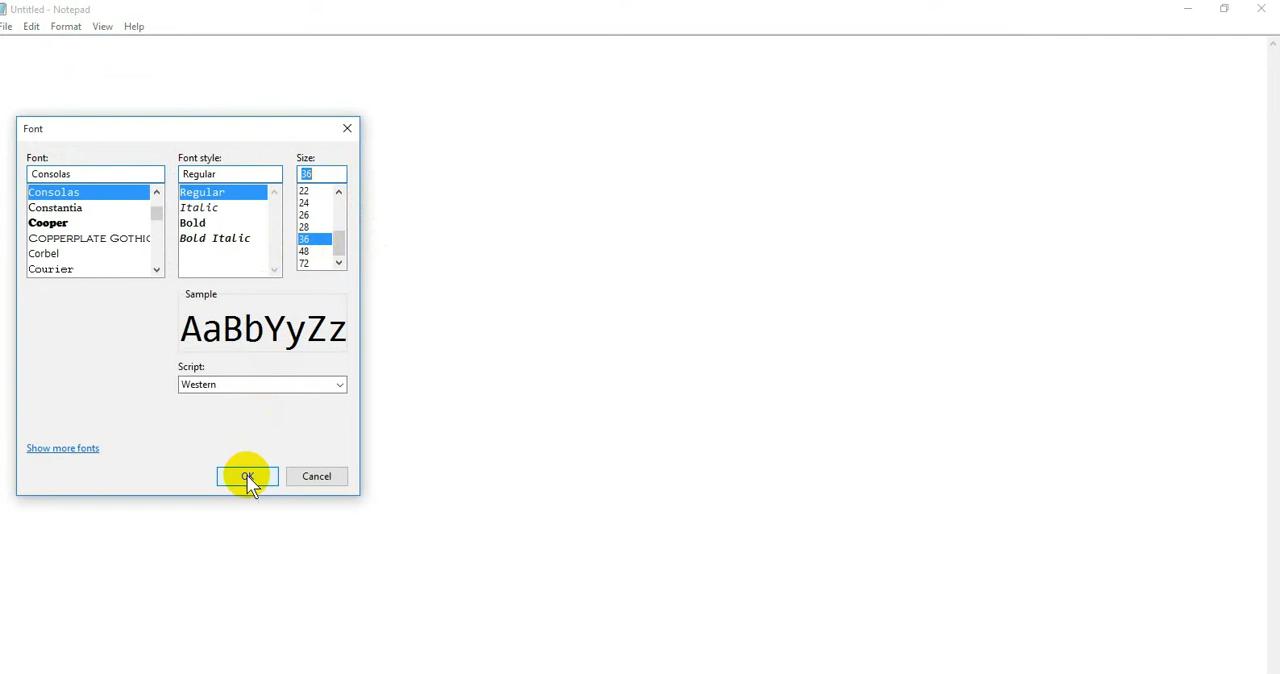 Untitled - Notepad
File Edit Format View Help
Font
Font: Font style: Size:
Consolas Regular 36
Consolas Regular 22
Constantia Italic 24
Cooper Bold 26
Copperplate Gothic Bold Italic 28
Corbel 36
Courier 48
72
Sample
AaBbYyZz
Script:
Western
Show more fonts
OK Cancel